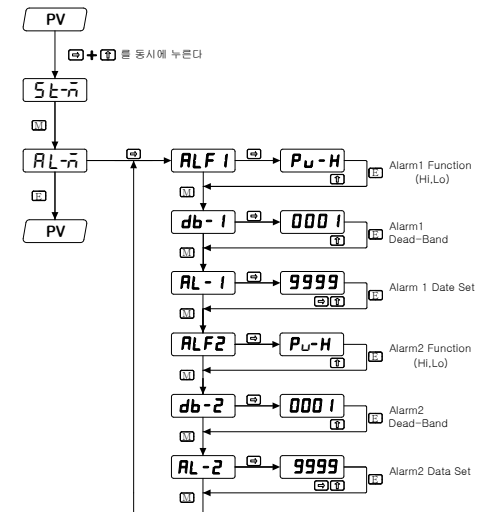 PV
⇨ + ⇧ 를 동시에 누른다
St-m
M
AL-m ⇨ ALF1 ⇨ Pv-H E Alarm1 Function
(Hi,Lo)
⇧
E M
PV
db-1 ⇨ 0001 E Alarm1
Dead-Band
⇧
M
AL-1 ⇨ 9999 E Alarm 1 Date Set
⇨ ⇧
M
ALF2 ⇨ Pv-H E Alarm2 Function
(Hi,Lo)
⇧
M
db-2 ⇨ 0001 E Alarm2
Dead-Band
⇧
M
AL-2 ⇨ 9999 E Alarm2 Data Set
⇨ ⇧
M